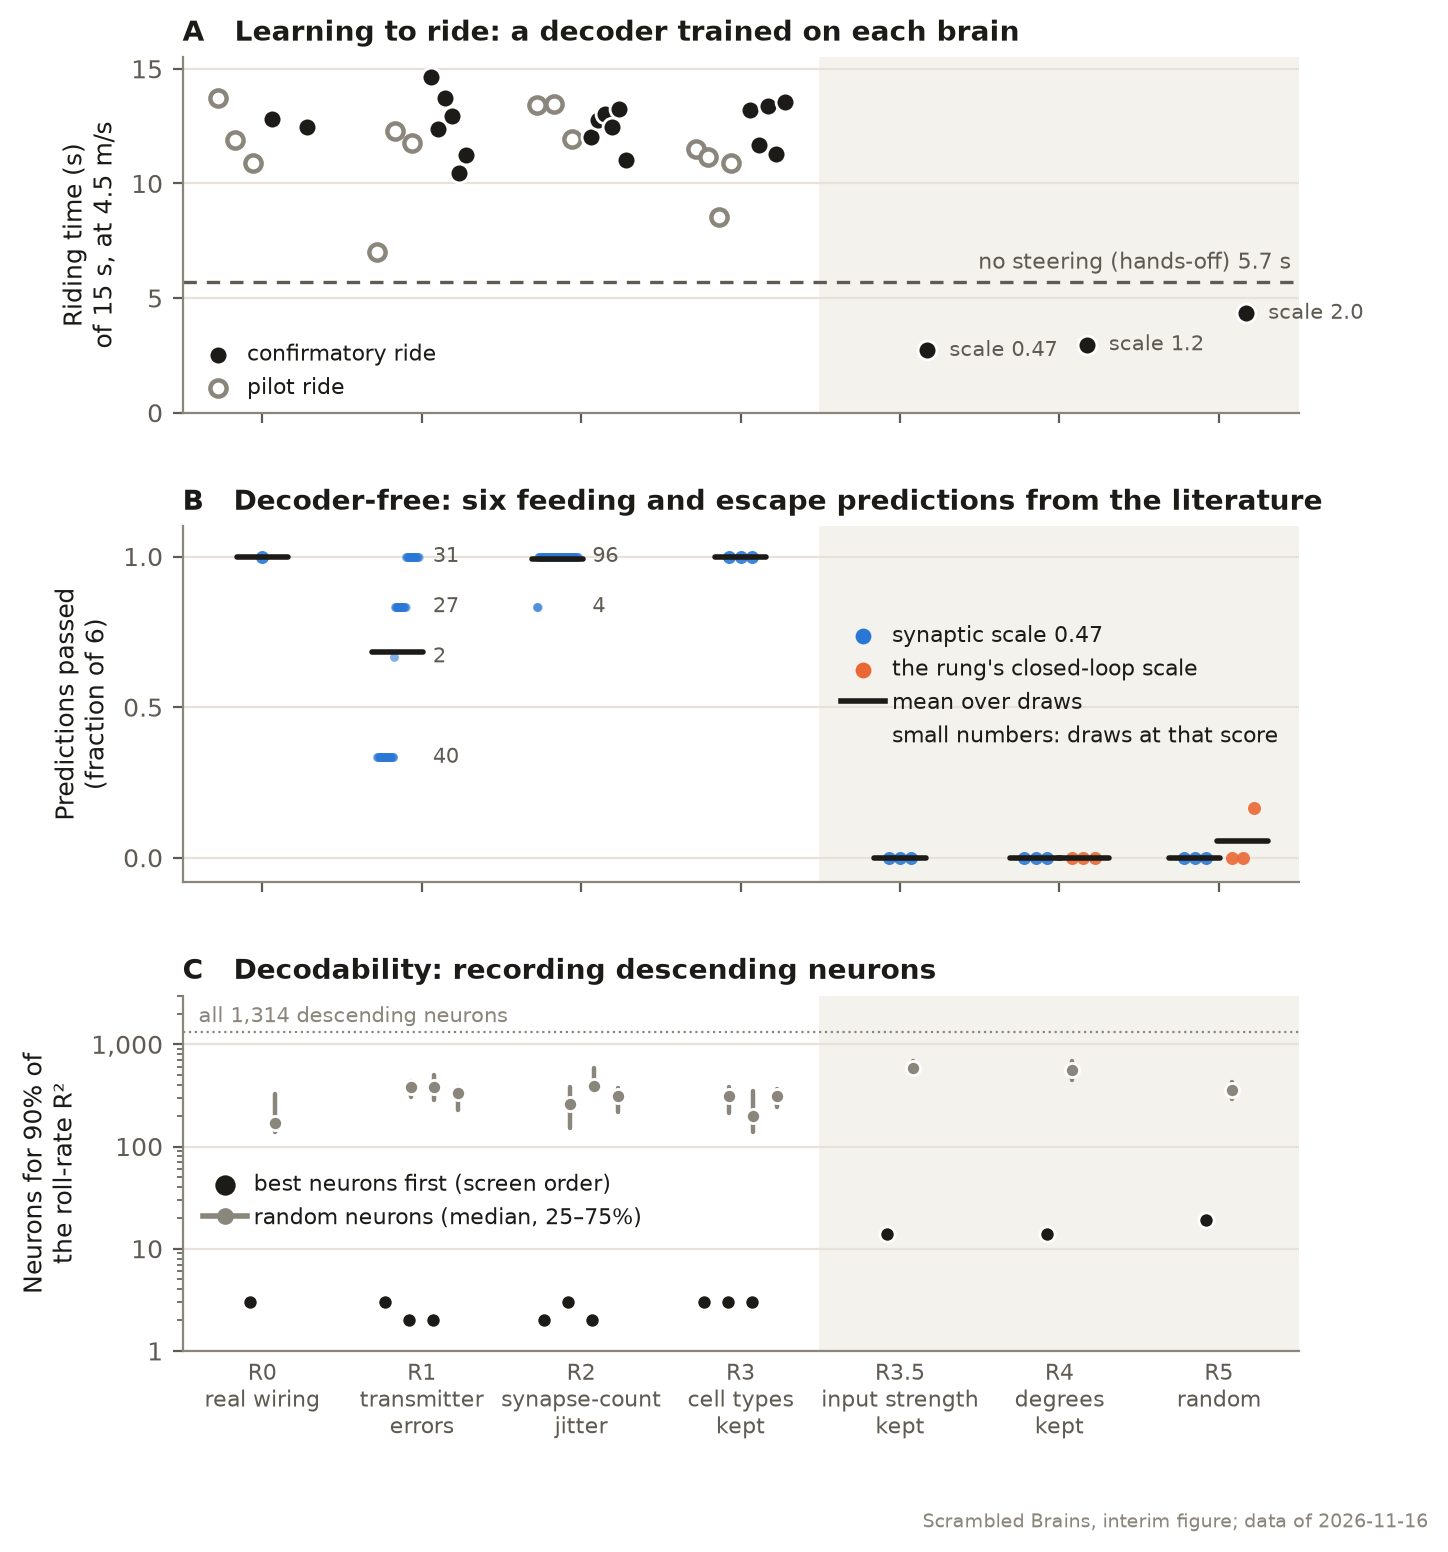 A Learning to ride: a decoder trained on each brain
Riding time (s)
of 15 s, at 4.5 m/s
15
10
5
0
no steering (hands-off) 5.7 s
scale 2.0
scale 0.47
scale 1.2
confirmatory ride
pilot ride
B Decoder-free: six feeding and escape predictions from the literature
Predictions passed
(fraction of 6)
1.0
0.5
0.0
31
96
27
4
2
40
synaptic scale 0.47
the rung's closed-loop scale
mean over draws
small numbers: draws at that score
C Decodability: recording descending neurons
Neurons for 90% of
the roll-rate R²
all 1,314 descending neurons
1,000
100
10
1
best neurons first (screen order)
random neurons (median, 25–75%)
R0
real wiring
R1
transmitter
errors
R2
synapse-count
jitter
R3
cell types
kept
R3.5
input strength
kept
R4
degrees
kept
R5
random
Scrambled Brains, interim figure; data of 2026-11-16